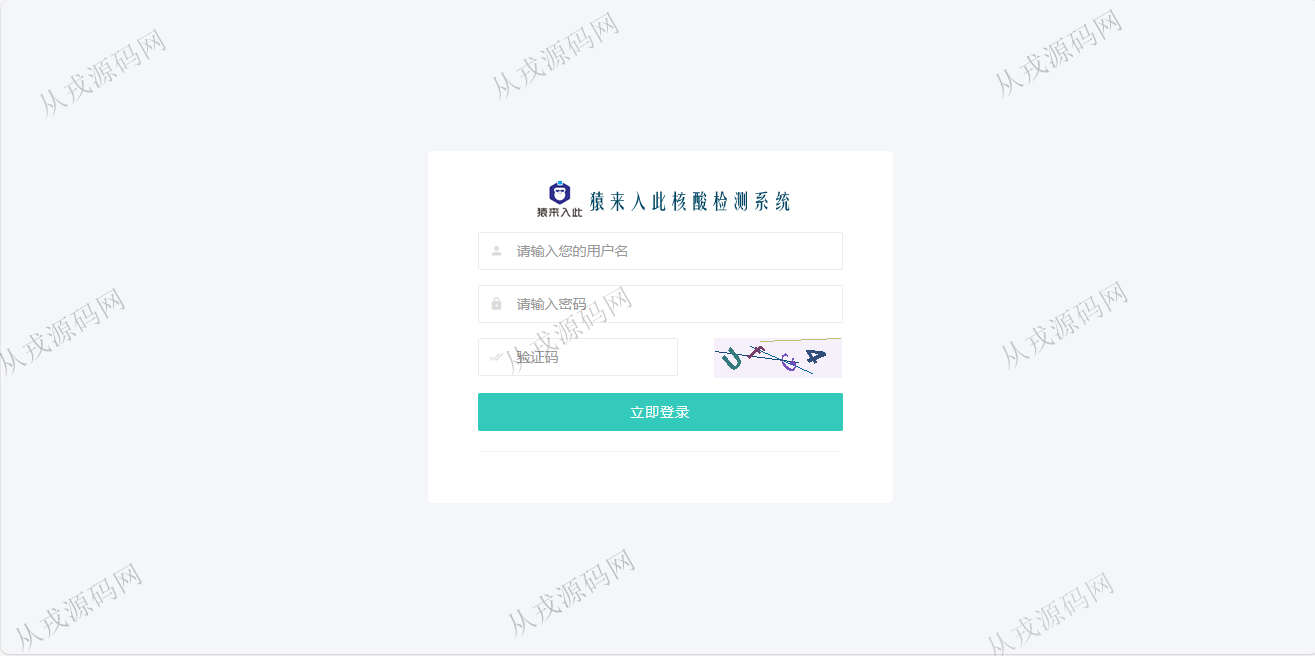 从戎源码网
从戎源码网
从戎源码网
猿来入此
猿来入此核酸检测系统
请输入您的用户名
请输入密码
从戎源码网
从戎源码网
从戎源码网
验证码
立即登录
从戎源码网
从戎源码网
从戎源码网